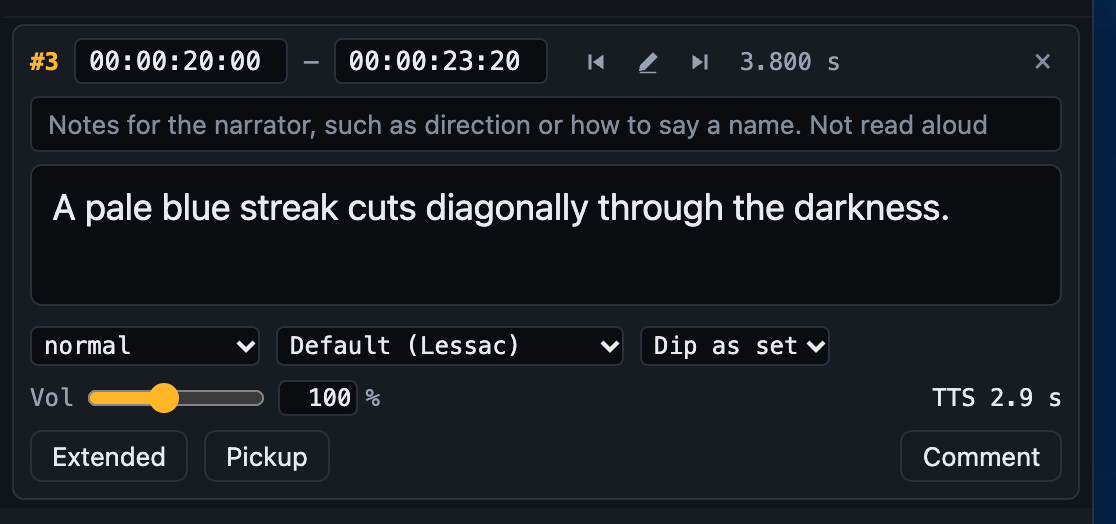 #3 00:00:20:00 – 00:00:23:20 3.800 s ×
Notes for the narrator, such as direction or how to say a name. Not read aloud
A pale blue streak cuts diagonally through the darkness.
normal Default (Lessac) Dip as set
Vol 100 % TTS 2.9 s
Extended Pickup Comment